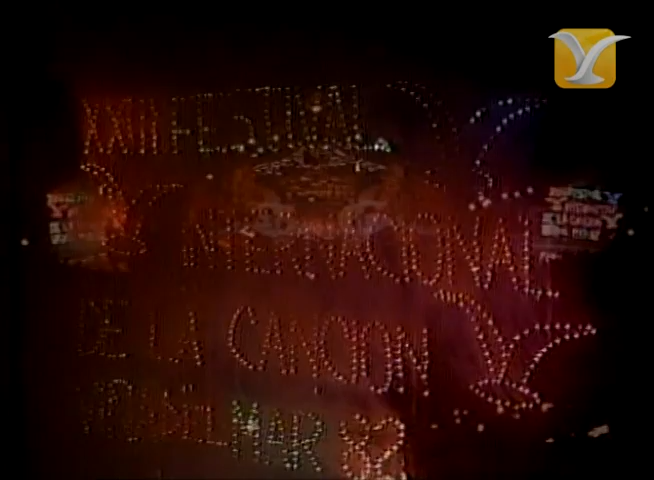 XXIII FESTIVAL
INTERNACIONAL
DE LA CANCION
VIÑA DEL MAR 82